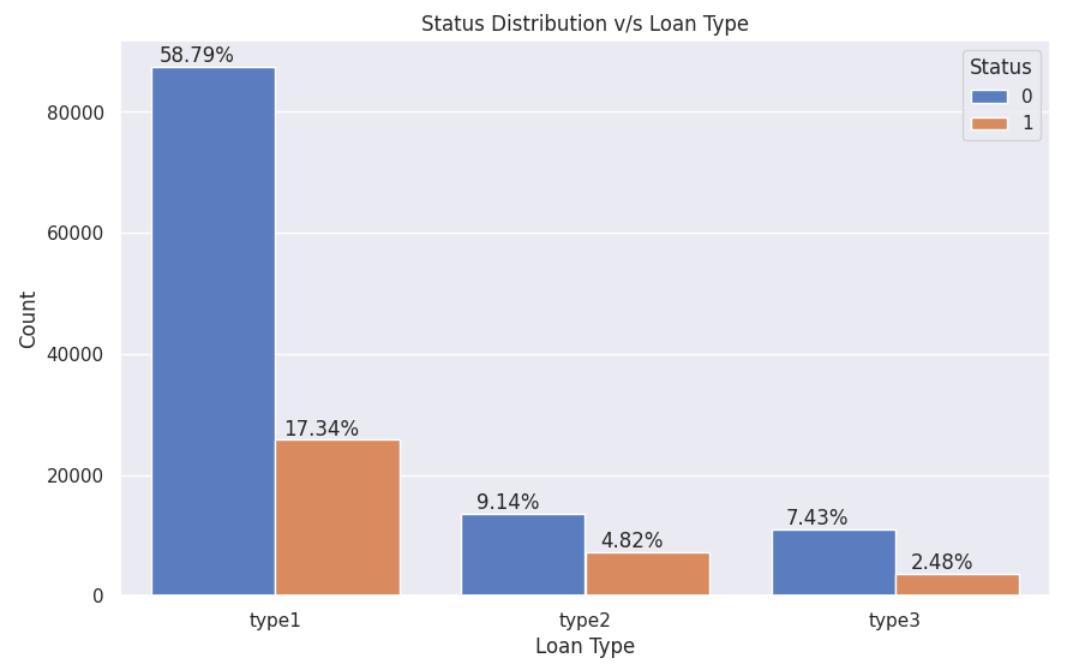 Status Distribution v/s Loan Type
58.79%
Status
0
1
80000
60000
Count
40000
17.34%
20000
9.14%
7.43%
4.82%
2.48%
0
type1
type2
type3
Loan Type